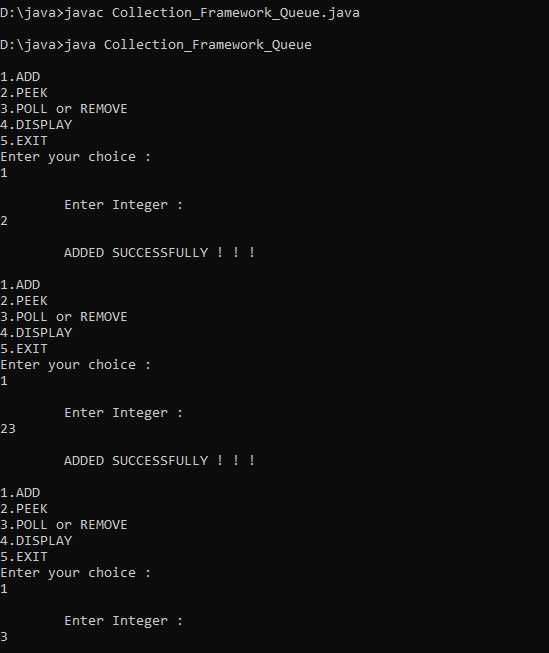 D:\java>javac Collection_Framework_Queue.java
D:\java>java Collection_Framework_Queue
1.ADD
2.PEEK
3.POLL or REMOVE
4.DISPLAY
5.EXIT
Enter your choice :
1
Enter Integer :
2
ADDED SUCCESSFULLY ! ! !
1.ADD
2.PEEK
3.POLL or REMOVE
4.DISPLAY
5.EXIT
Enter your choice :
1
Enter Integer :
23
ADDED SUCCESSFULLY ! ! !
1.ADD
2.PEEK
3.POLL or REMOVE
4.DISPLAY
5.EXIT
Enter your choice :
1
Enter Integer :
3